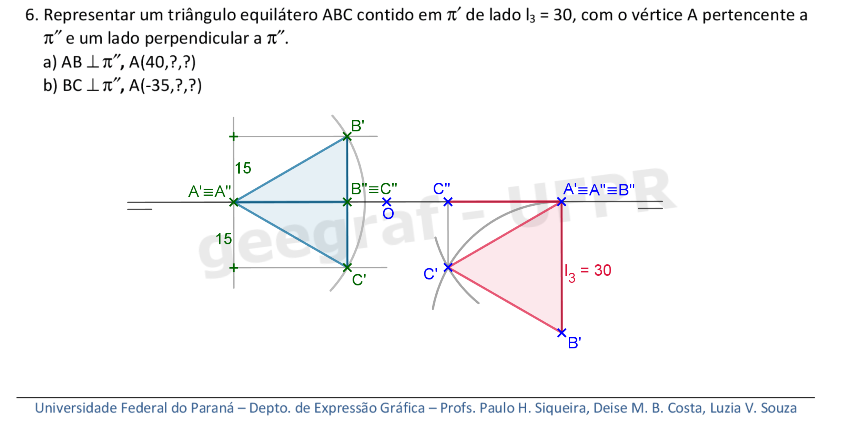 6. Representar um triângulo equilátero ABC contido em π′ de lado l₃ = 30, com o vértice A pertencente a
π″ e um lado perpendicular a π″.
a) AB ⊥ π″, A(40,?,?)
b) BC ⊥ π″, A(-35,?,?)
B'
15
A'≡A" B"≡C" C" A'≡A"≡B"
O
15
C' C' l₃ = 30
B'
geegraf - UFPR
Universidade Federal do Paraná – Depto. de Expressão Gráfica – Profs. Paulo H. Siqueira, Deise M. B. Costa, Luzia V. Souza